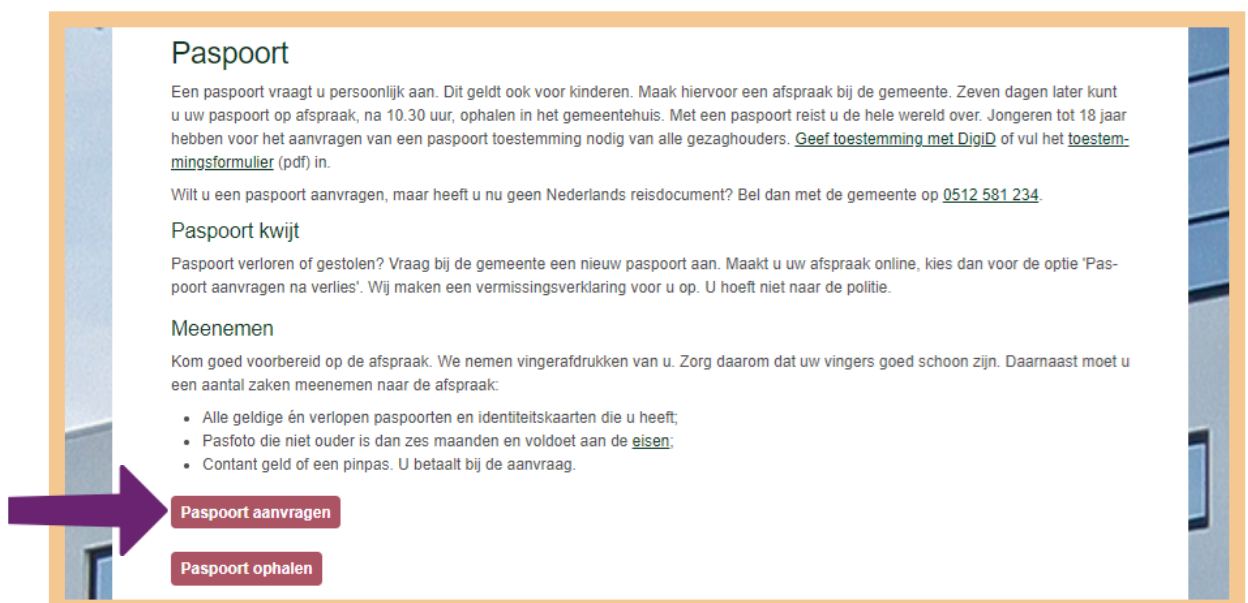 Paspoort
Een paspoort vraagt u persoonlijk aan. Dit geldt ook voor kinderen. Maak hiervoor een afspraak bij de gemeente. Zeven dagen later kunt
u uw paspoort op afspraak, na 10.30 uur, ophalen in het gemeentehuis. Met een paspoort reist u de hele wereld over. Jongeren tot 18 jaar
hebben voor het aanvragen van een paspoort toestemming nodig van alle gezaghouders. Geef toestemming met DigiD of vul het toestem-
mingsformulier (pdf) in.
Wilt u een paspoort aanvragen, maar heeft u nu geen Nederlands reisdocument? Bel dan met de gemeente op 0512 581 234.
Paspoort kwijt
Paspoort verloren of gestolen? Vraag bij de gemeente een nieuw paspoort aan. Maakt u uw afspraak online, kies dan voor de optie 'Pas-
poort aanvragen na verlies'. Wij maken een vermissingsverklaring voor u op. U hoeft niet naar de politie.
Meenemen
Kom goed voorbereid op de afspraak. We nemen vingerafdrukken van u. Zorg daarom dat uw vingers goed schoon zijn. Daarnaast moet u
een aantal zaken meenemen naar de afspraak:
• Alle geldige én verlopen paspoorten en identiteitskaarten die u heeft;
• Pasfoto die niet ouder is dan zes maanden en voldoet aan de eisen;
• Contant geld of een pinpas. U betaalt bij de aanvraag.
Paspoort aanvragen
Paspoort ophalen